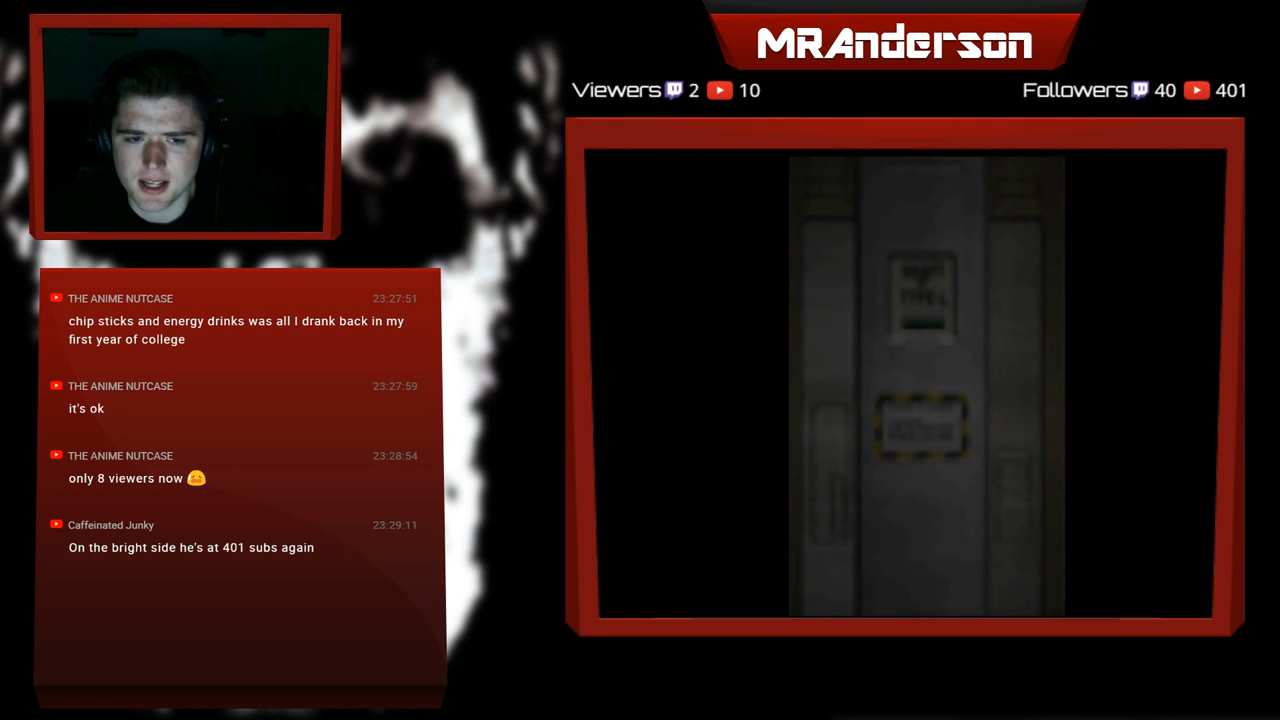 MRAnderson
Viewers 2 10
Followers 40 401
THE ANIME NUTCASE 23:27:51
chip sticks and energy drinks was all I drank back in my
first year of college
THE ANIME NUTCASE 23:27:59
it's ok
THE ANIME NUTCASE 23:28:54
only 8 viewers now 😫
Caffeinated Junky 23:29:11
On the bright side he's at 401 subs again